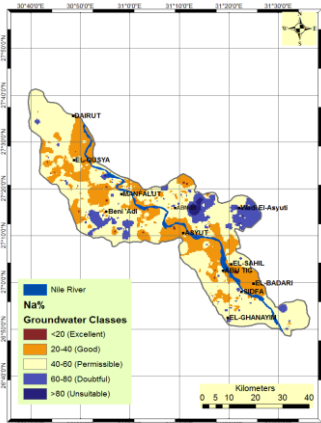 30°40'0"E 30°50'0"E 31°0'0"E 31°10'0"E 31°20'0"E 31°30'0"E
N
27°50'0"N
27°40'0"N
DAIRUT
27°30'0"N
EL-QUSYA
27°20'0"N
MANFALUT
Beni 'Adi
Wadi El-Asyuti
27°10'0"N
ASYUT
EL-SAHIL
ABU TIG
27°0'0"N
EL-BADARI
SIDFA
EL-GHANAYIM
26°50'0"N
26°40'0"N
Nile River
Na%
Groundwater Classes
<20 (Excellent)
20-40 (Good)
40-60 (Permissible)
60-80 (Doubtful)
>80 (Unsuitable)
Kilometers
0 5 10 20 30 40